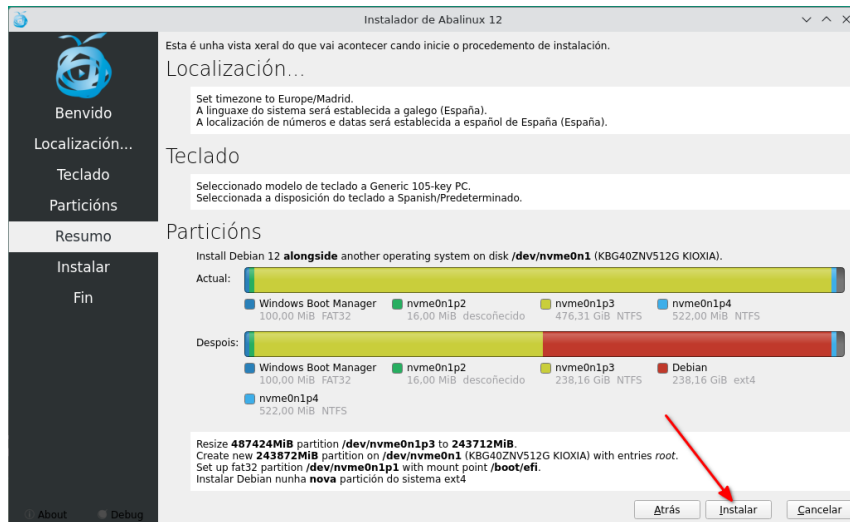 Instalador de Abalinux 12
Benvido
Localización...
Teclado
Particións
Resumo
Instalar
Fin
About
Debug
Esta é unha vista xeral do que vai acontecer cando inicie o procedemento de instalación.
Localización...
Set timezone to Europe/Madrid.
A linguaxe do sistema será establecida a galego (España).
A localización de números e datas será establecida a español de España (España).
Teclado
Seleccionado modelo de teclado a Generic 105-key PC.
Seleccionada a disposición do teclado a Spanish/Predeterminado.
Particións
Install Debian 12 alongside another operating system on disk /dev/nvme0n1 (KBG40ZNV512G KIOXIA).
Actual:
Windows Boot Manager nvme0n1p2 nvme0n1p3 nvme0n1p4
100,00 MiB FAT32 16,00 MiB descoñecido 476,31 GiB NTFS 522,00 MiB NTFS
Despois:
Windows Boot Manager nvme0n1p2 nvme0n1p3 Debian
100,00 MiB FAT32 16,00 MiB descoñecido 238,16 GiB NTFS 238,16 GiB ext4
nvme0n1p4
522,00 MiB NTFS
Resize 487424MiB partition /dev/nvme0n1p3 to 243712MiB.
Create new 243872MiB partition on /dev/nvme0n1 (KBG40ZNV512G KIOXIA) with entries root.
Set up fat32 partition /dev/nvme0n1p1 with mount point /boot/efi.
Instalar Debian nunha nova partición do sistema ext4
Atrás Instalar Cancelar